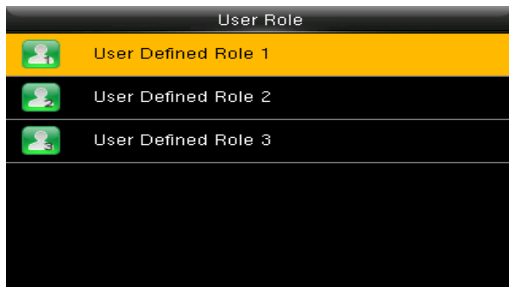 User Role
User Defined Role 1
User Defined Role 2
User Defined Role 3